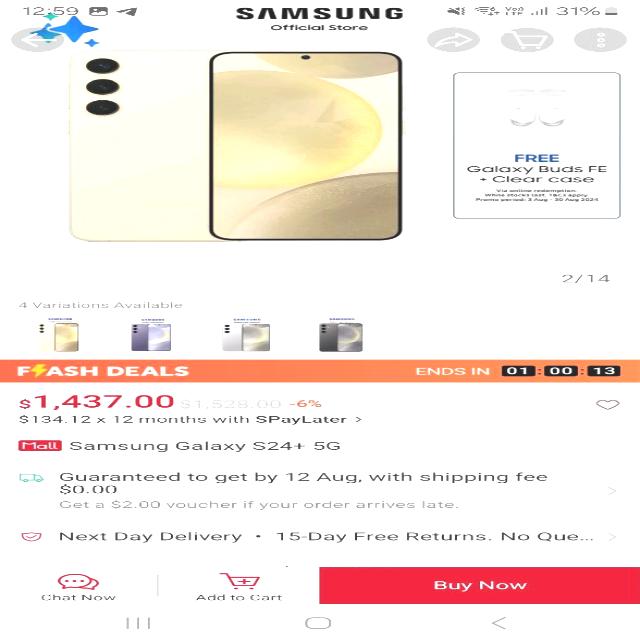 12:59
31%
SAMSUNG
Official Store
FREE
Galaxy Buds FE
+ Clear case
Via online redemption.
While stocks last. T&Cs apply.
Promo period: 3 Aug - 30 Aug 2024
2/14
4 Variations Available
FLASH DEALS
ENDS IN 01:00:13
$1,437.00 $1,528.00 -6%
$134.12 x 12 months with SPayLater >
Mall Samsung Galaxy S24+ 5G
Guaranteed to get by 12 Aug, with shipping fee
$0.00
Get a $2.00 voucher if your order arrives late.
Next Day Delivery • 15-Day Free Returns. No Que...
Chat Now
Add to Cart
Buy Now